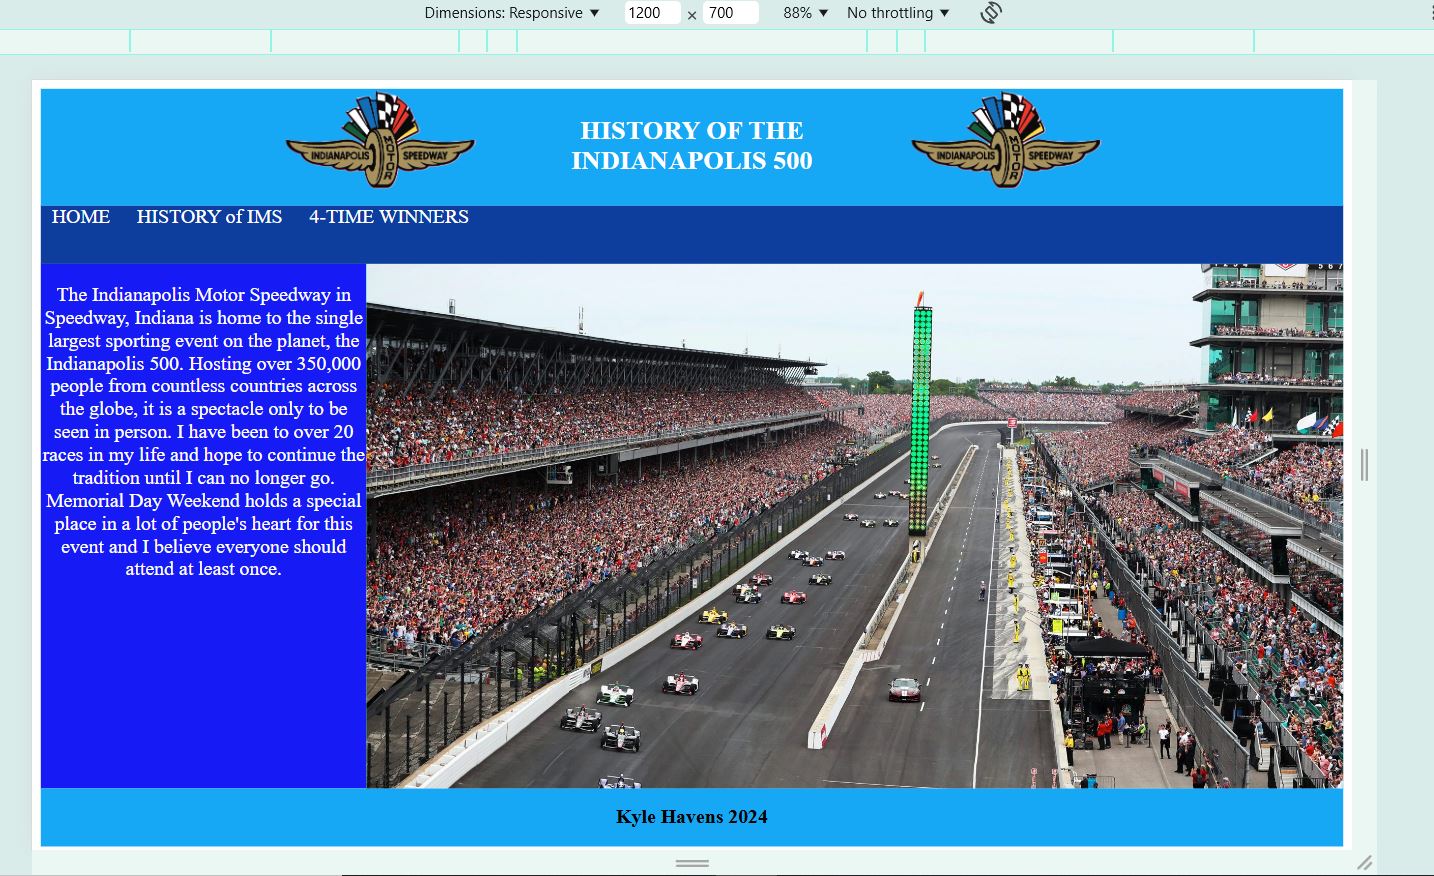 Dimensions: Responsive ▼ 1200 × 700 88% ▼ No throttling ▼
HISTORY OF THE
INDIANAPOLIS 500
INDIANAPOLIS MOTOR SPEEDWAY
INDIANAPOLIS MOTOR SPEEDWAY
HOME HISTORY of IMS 4-TIME WINNERS
The Indianapolis Motor Speedway in
Speedway, Indiana is home to the single
largest sporting event on the planet, the
Indianapolis 500. Hosting over 350,000
people from countless countries across
the globe, it is a spectacle only to be
seen in person. I have been to over 20
races in my life and hope to continue the
tradition until I can no longer go.
Memorial Day Weekend holds a special
place in a lot of people's heart for this
event and I believe everyone should
attend at least once.
Kyle Havens 2024